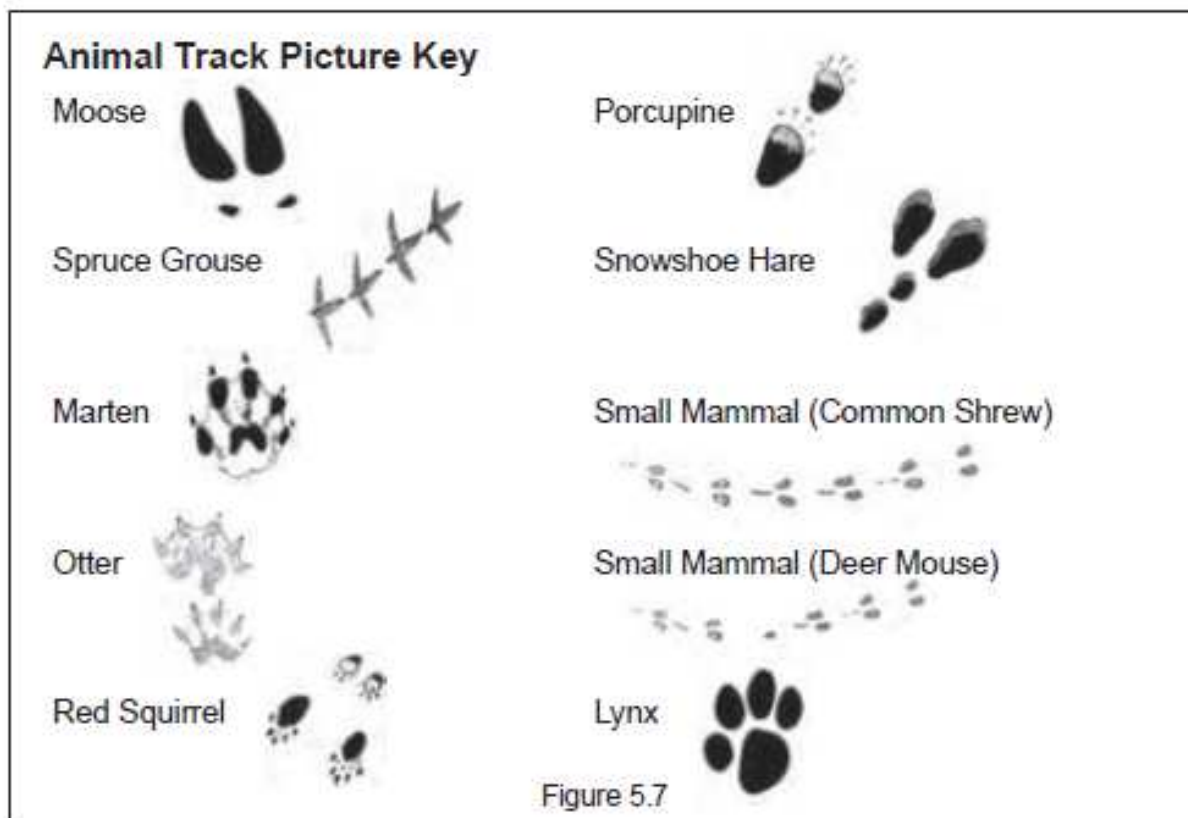 Animal Track Picture Key
Moose
Porcupine
Spruce Grouse
Snowshoe Hare
Marten
Small Mammal (Common Shrew)
Otter
Small Mammal (Deer Mouse)
Red Squirrel
Lynx
Figure 5.7